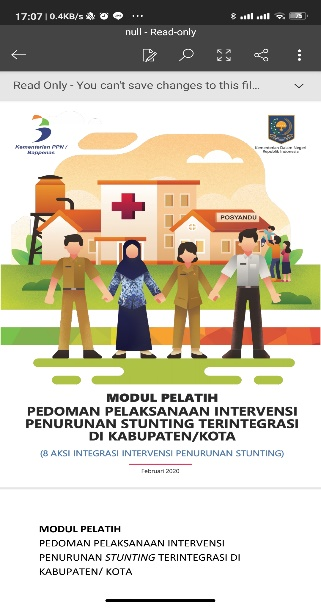 17:07 | 0.4KB/s
null - Read-only
Read Only - You can't save changes to this fil...
Kementerian PPN/
Bappenas
Kementerian Dalam Negeri
Republik Indonesia
POSYANDU
MODUL PELATIH
PEDOMAN PELAKSANAAN INTERVENSI
PENURUNAN STUNTING TERINTEGRASI
DI KABUPATEN/KOTA
(8 AKSI INTEGRASI INTERVENSI PENURUNAN STUNTING)
Februari 2020
MODUL PELATIH
PEDOMAN PELAKSANAAN INTERVENSI
PENURUNAN STUNTING TERINTEGRASI DI
KABUPATEN/ KOTA